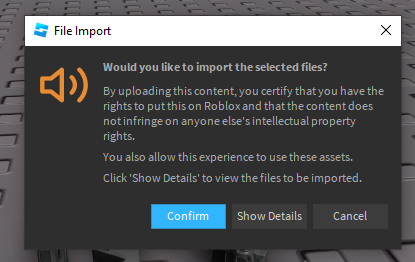 File Import
Would you like to import the selected files?
By uploading this content, you certify that you have the
rights to put this on Roblox and that the content does
not infringe on anyone else's intellectual property
rights.
You also allow this experience to use these assets.
Click 'Show Details' to view the files to be imported.
Confirm
Show Details
Cancel